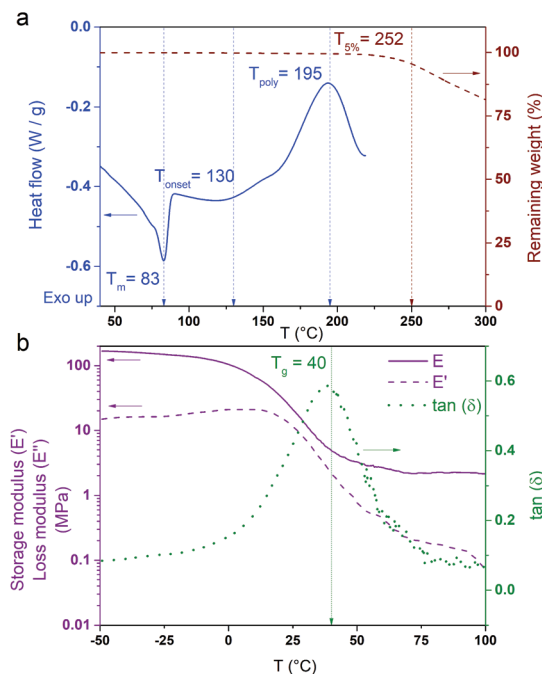 a
0.0
-0.2
-0.4
-0.6
Heat flow (W / g)
Exo up
T5% = 252
Tpoly = 195
Tonset = 130
Tm = 83
100
75
50
25
0
Remaining weight (%)
50 100 150 200 250 300
T (°C)
b
100
10
1
0.1
0.01
Storage modulus (E')
Loss modulus (E")
(MPa)
Tg = 40
E
E'
tan (δ)
0.6
0.4
0.2
0.0
tan (δ)
-50 -25 0 25 50 75 100
T (°C)